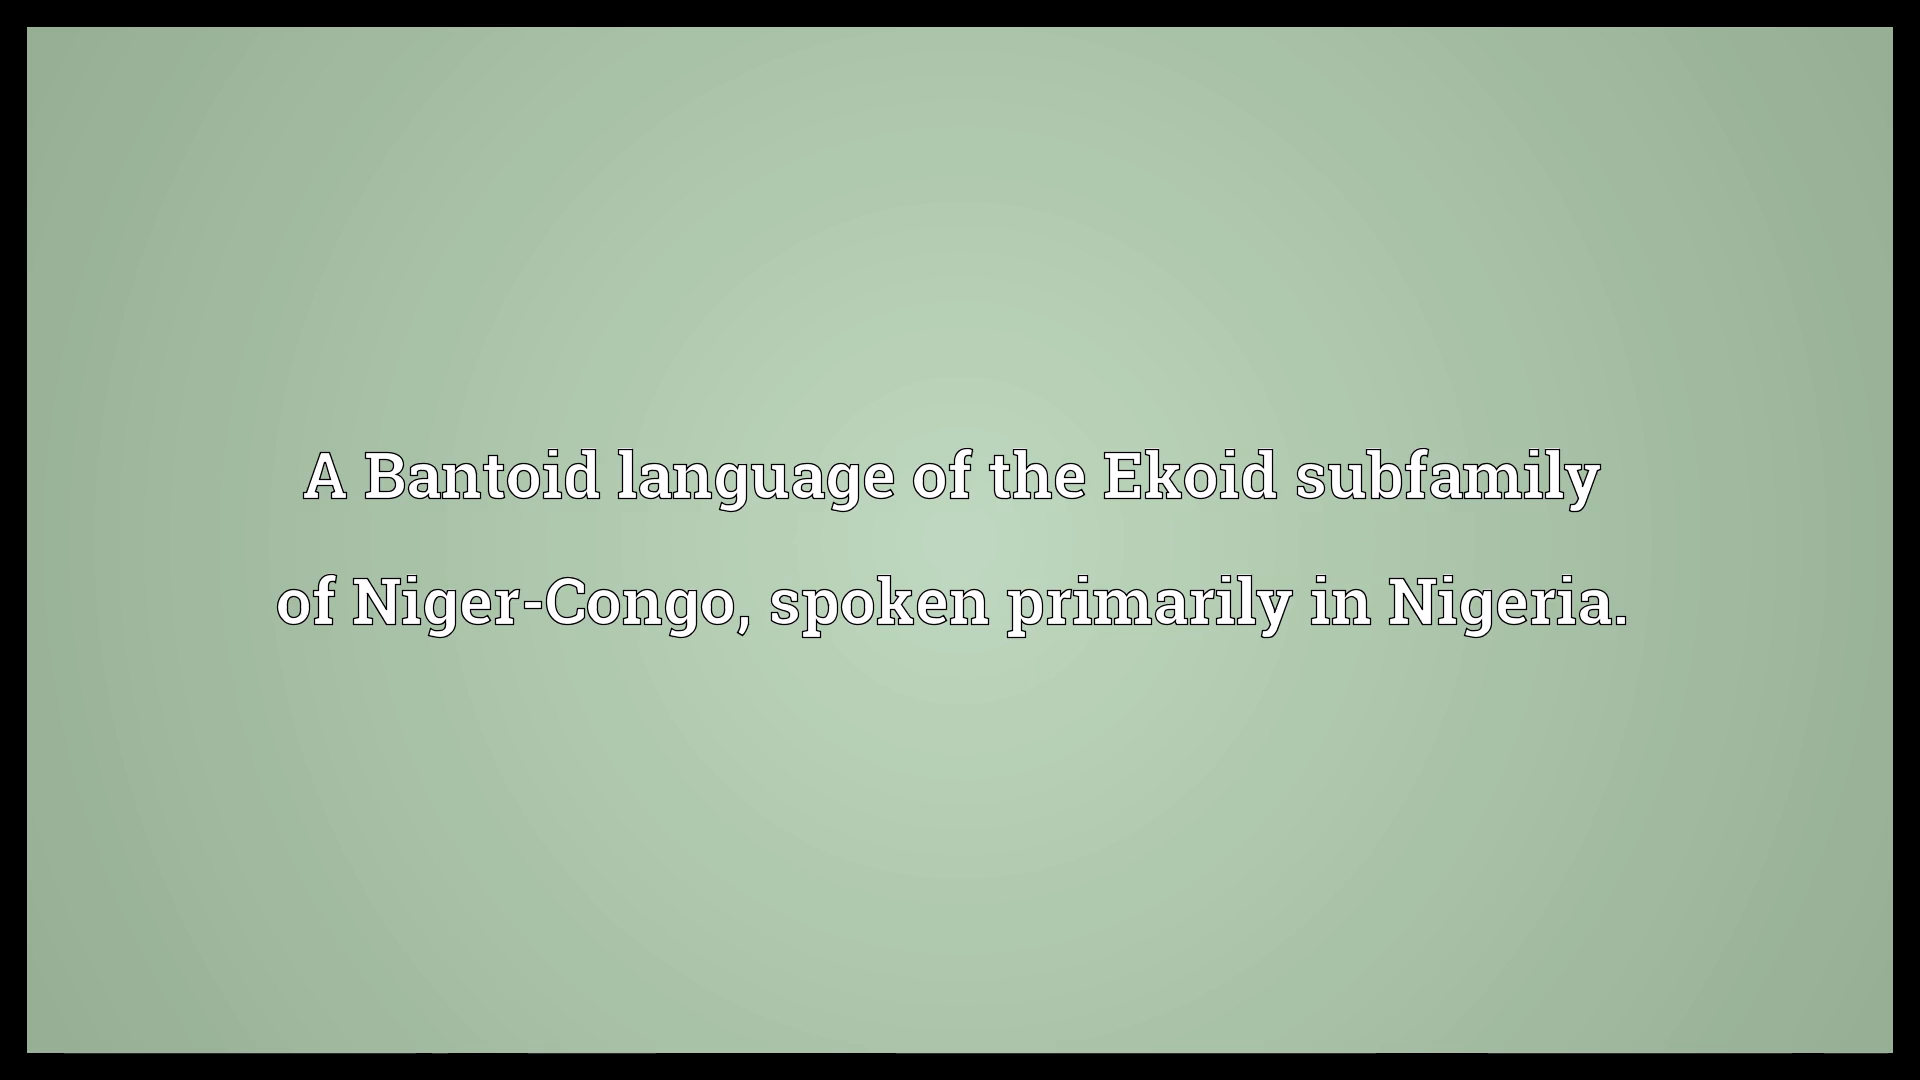 A Bantoid language of the Ekoid subfamily
of Niger-Congo, spoken primarily in Nigeria.